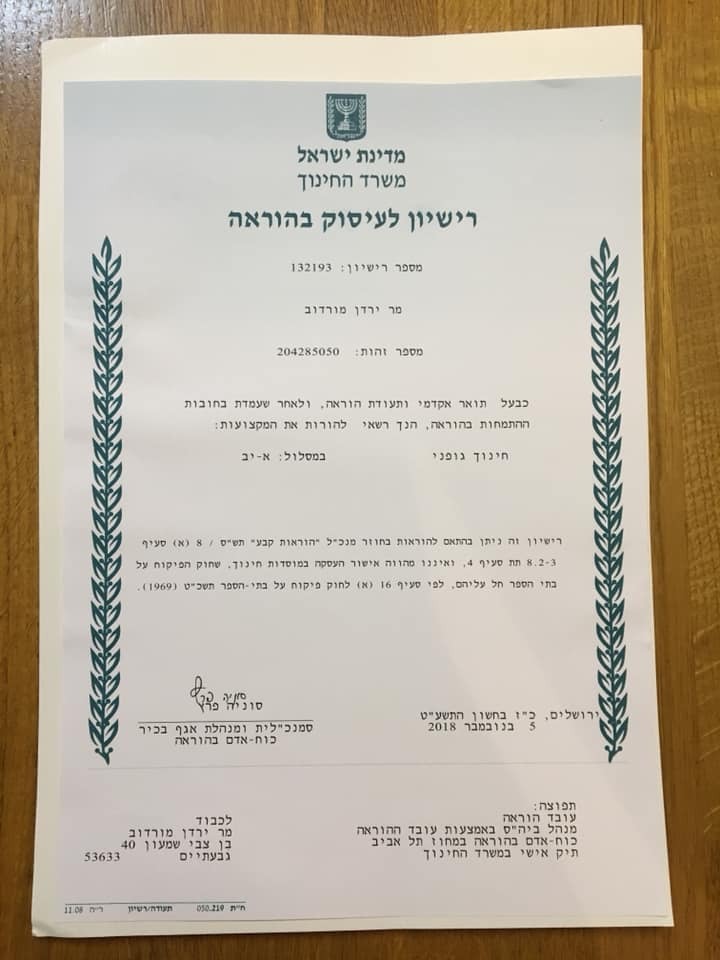 מדינת ישראל
משרד החינוך
רישיון לעיסוק בהוראה
מספר רישיון: 132193
מר ירדן מורדוב
מספר זהות: 204285050
כבעל תואר אקדמי ותעודת הוראה, ולאחר שעמדת בחובות
ההתמחות בהוראה, הנך רשאי להורות את המקצועות:
חינוך גופני במסלול: א-יב
רישיון זה ניתן בהתאם להוראות בחוזר מנכ"ל "הוראות קבע" תש"ס / 8 (א) סעיף
8.2-3 תת סעיף 4, ואיננו מהווה אישור העסקה במוסדות חינוך, שחוק הפיקוח על
בתי הספר חל עליהם, לפי סעיף 16 (א) לחוק פיקוח על בתי-הספר תשכ"ט (1969).
ירושלים, כ"ז בחשון התשע"ט
5 בנובמבר 2018
סוניה פרץ
סמנכ"לית ומנהלת אגף בכיר
כוח-אדם בהוראה
תפוצה:
עובד הוראה
מנהל ביה"ס באמצעות עובד ההוראה
כוח-אדם בהוראה במחוז תל אביב
תיק אישי במשרד החינוך
לכבוד
מר ירדן מורדוב
בן צבי שמעון 40
גבעתיים 53633
ח"ת 050.219 תעודה/רשיון ר"ה 11.08